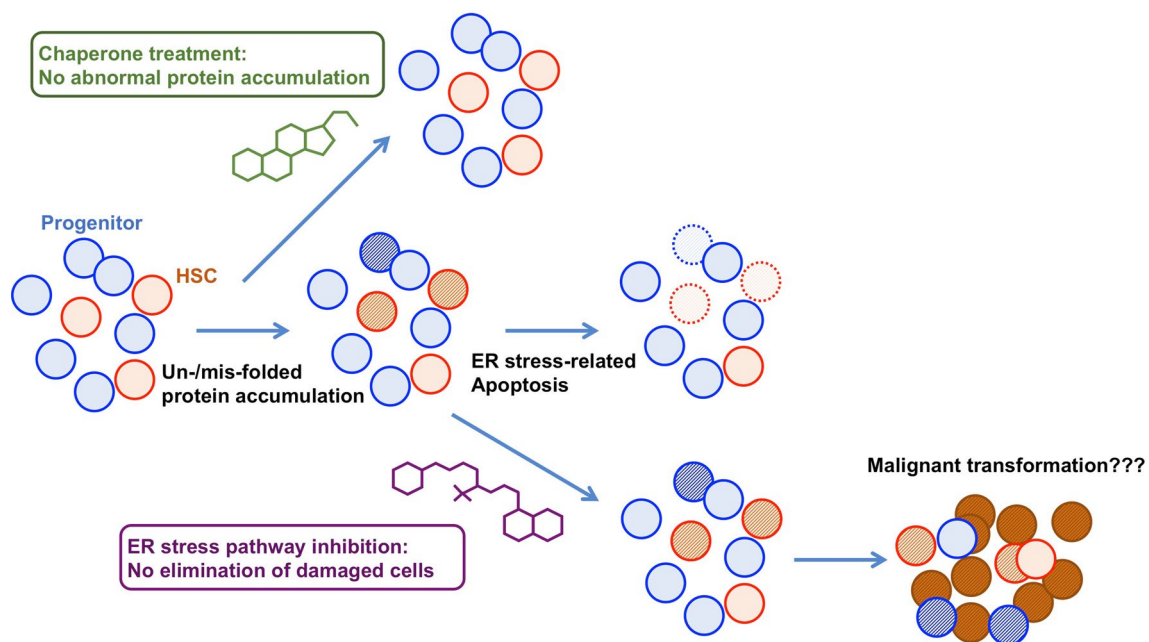 Chaperone treatment:
No abnormal protein accumulation
Progenitor
HSC
Un-/mis-folded
protein accumulation
ER stress-related
Apoptosis
Malignant transformation???
ER stress pathway inhibition:
No elimination of damaged cells